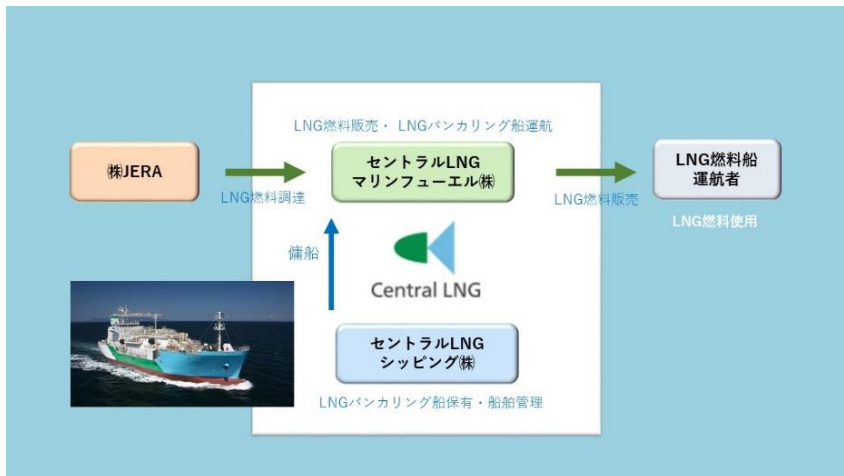 LNG燃料販売・ LNGバンカリング船運航
㈱JERA
セントラルLNG
マリンフューエル㈱
LNG燃料船
運航者
LNG燃料調達
LNG燃料販売
LNG燃料使用
傭船
Central LNG
セントラルLNG
シッピング㈱
LNGバンカリング船保有・船舶管理